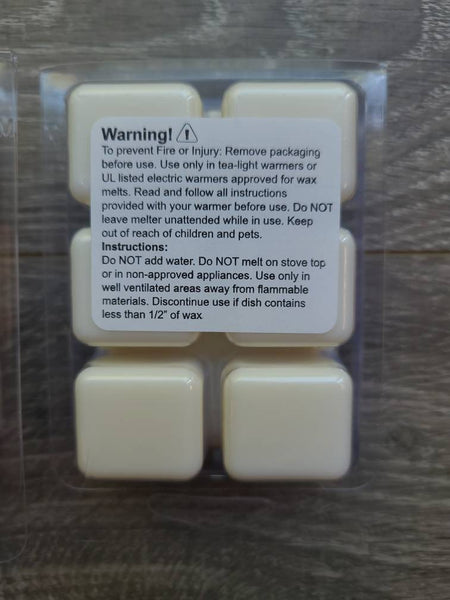 Warning! ⚠
To prevent Fire or Injury: Remove packaging
before use. Use only in tea-light warmers or
UL listed electric warmers approved for wax
melts. Read and follow all instructions
provided with your warmer before use. Do NOT
leave melter unattended while in use. Keep
out of reach of children and pets.
Instructions:
Do NOT add water. Do NOT melt on stove top
or in non-approved appliances. Use only in
well ventilated areas away from flammable
materials. Discontinue use if dish contains
less than 1/2" of wax